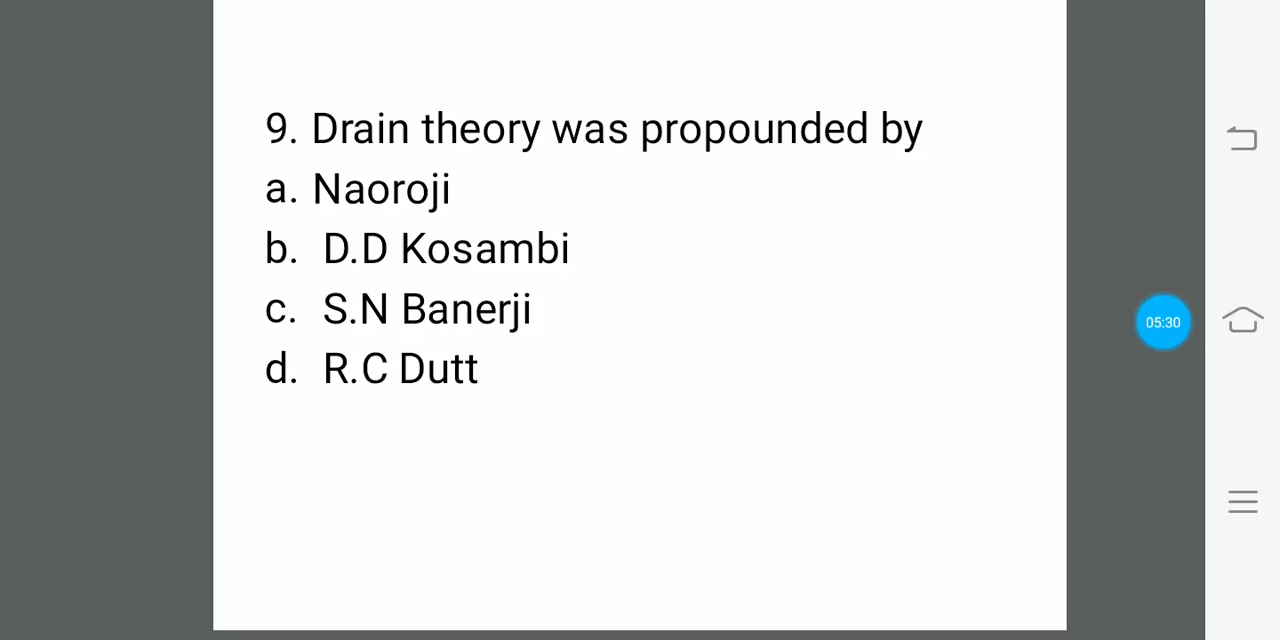 9. Drain theory was propounded by
a. Naoroji
b. D.D Kosambi
c. S.N Banerji
d. R.C Dutt
05:30